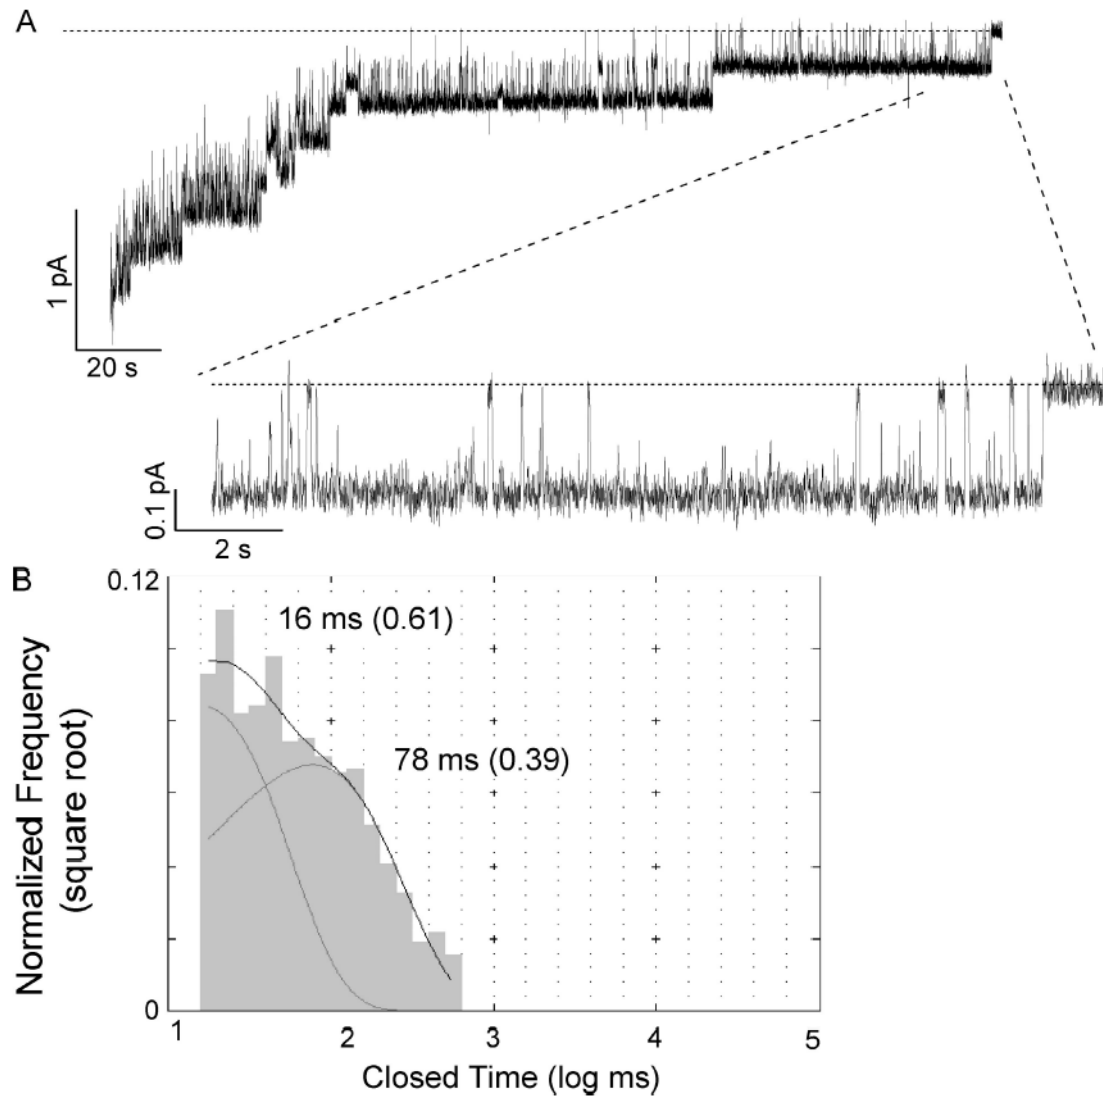 A
1 pA
20 s
0.1 pA
2 s
B
0.12
16 ms (0.61)
78 ms (0.39)
Normalized Frequency
(square root)
0
1
2
3
4
5
Closed Time (log ms)